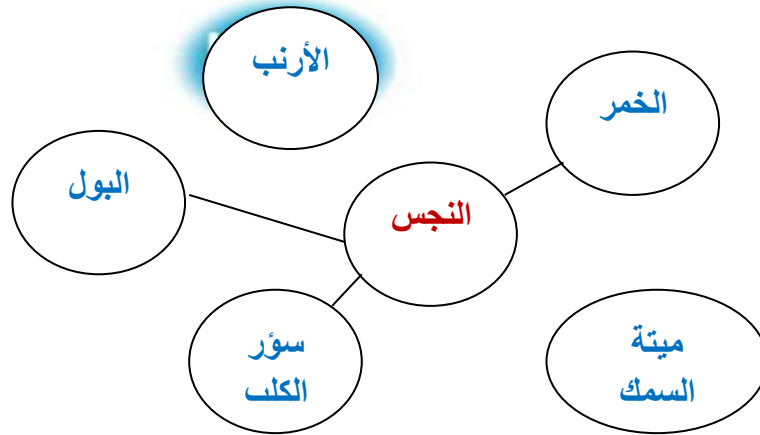 الأرنب
الخمر
البول
النجس
سؤر
الكلب
ميتة
السمك